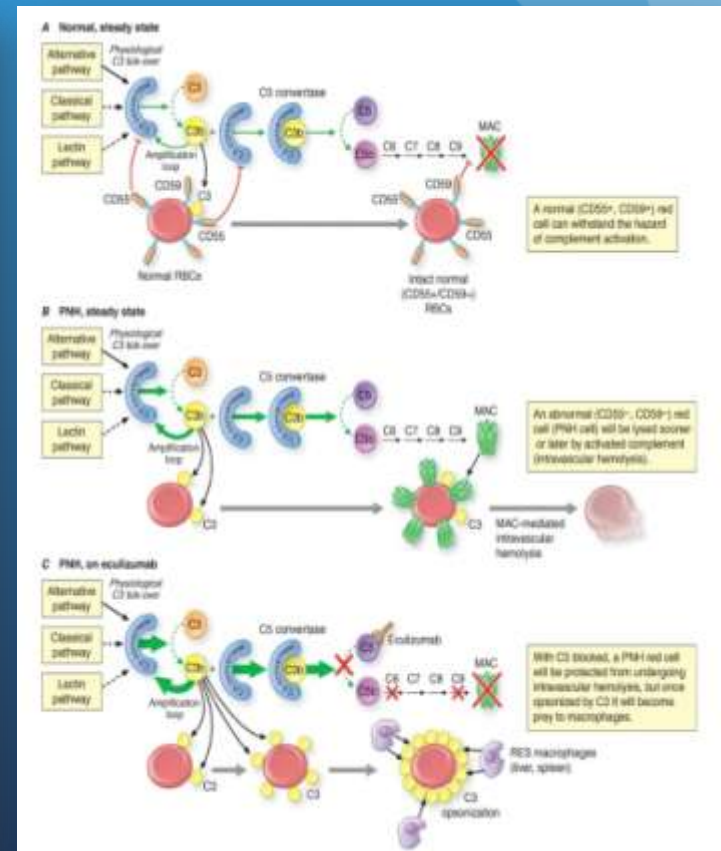 A Normal, steady state
Alternative pathway
Physiological C3 tick-over
Classical pathway
Lectin pathway
C3
C3b
Amplification loop
C5 convertase
C3b
C5
C5b
C6 C7 C8 C9
MAC
CD55
CD59
C3
CD55
Normal RBCs
CD59
CD55
CD55
Intact normal
(CD55+/CD59+)
RBCs
A normal (CD55+, CD59+) red
cell can withstand the hazard
of complement activation.
B PNH, steady state
Alternative pathway
Physiological C3 tick-over
Classical pathway
Lectin pathway
C3
C3b
Amplification loop
C5 convertase
C3b
C5
C5b
C6 C7 C8 C9
MAC
C3
C3
MAC-mediated
intravascular
hemolysis
An abnormal (CD55–, CD59–) red
cell (PNH cell) will be lysed sooner
or later by activated complement
(intravascular hemolysis).
C PNH, on eculizumab
Alternative pathway
Physiological C3 tick-over
Classical pathway
Lectin pathway
C3
C3b
Amplification loop
C5 convertase
C3b
C5
Eculizumab
C5b
C6 C7 C8 C9
MAC
C3
C3
C3
opsonization
RES macrophages
(liver, spleen)
With C5 blocked, a PNH red cell
will be protected from undergoing
intravascular hemolysis, but once
opsonized by C3 it will become
prey to macrophages.